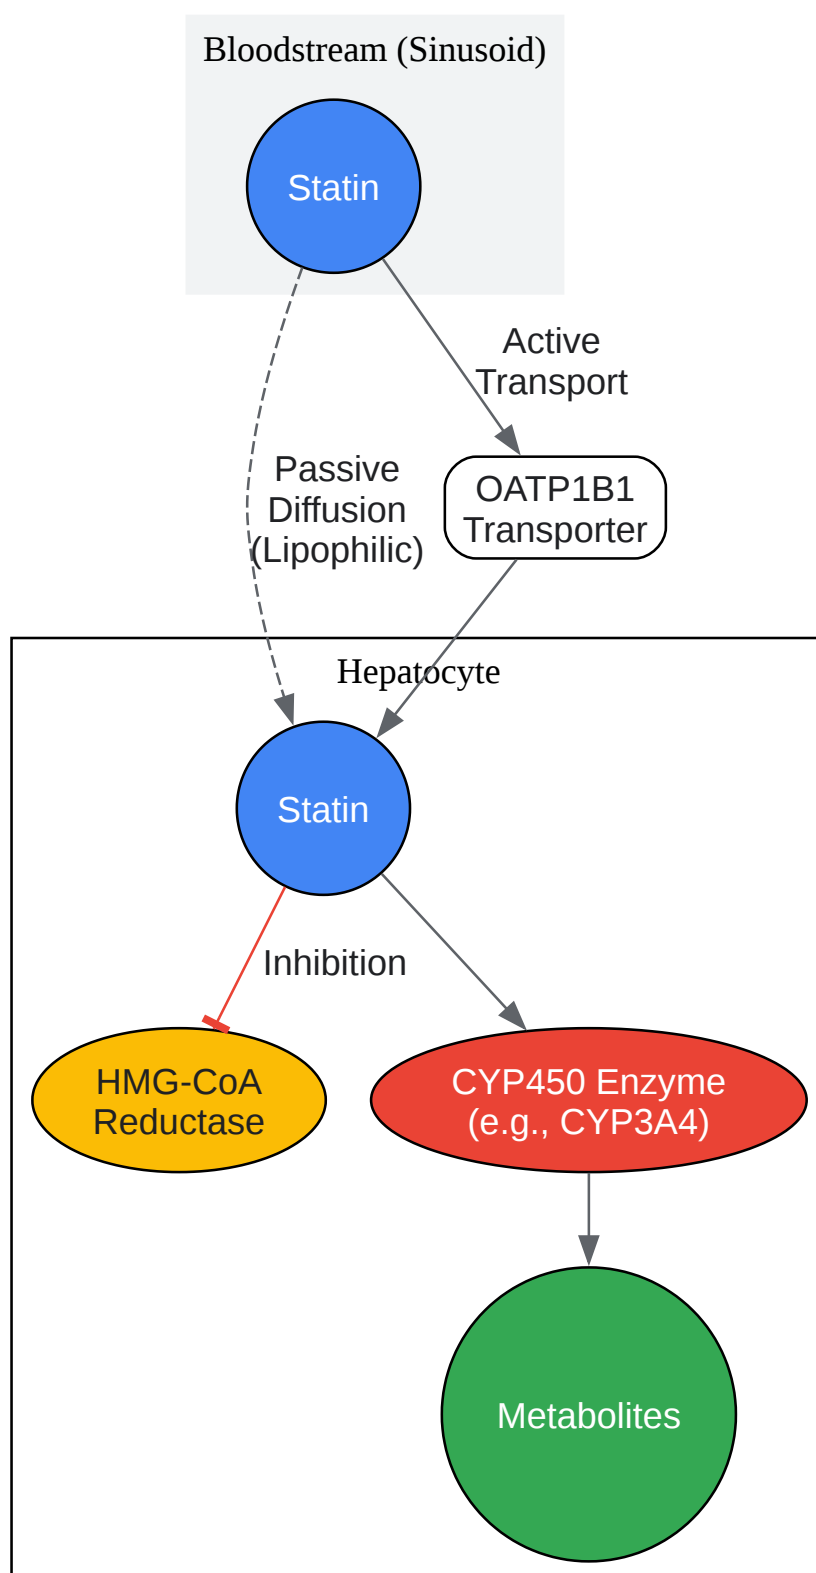 Bloodstream (Sinusoid)
Statin
Active
Transport
Passive
Diffusion
(Lipophilic)
OATP1B1
Transporter
Hepatocyte
Statin
Inhibition
HMG-CoA
Reductase
CYP450 Enzyme
(e.g., CYP3A4)
Metabolites